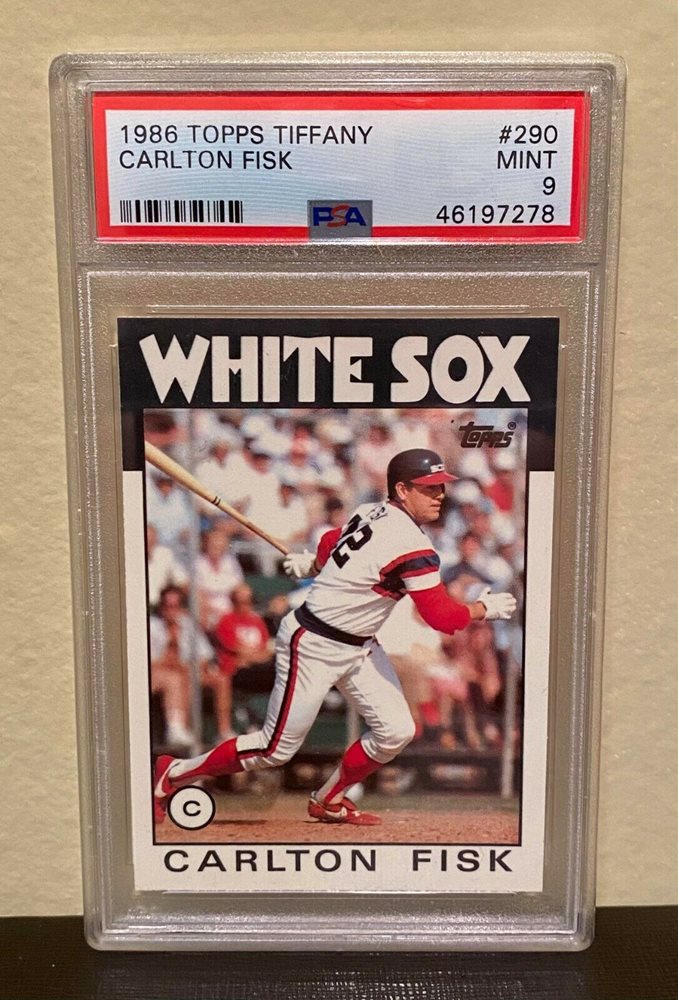 1986 TOPPS TIFFANY #290
CARLTON FISK MINT
9
PSA 46197278
WHITE SOX
topps®
72
C
CARLTON FISK